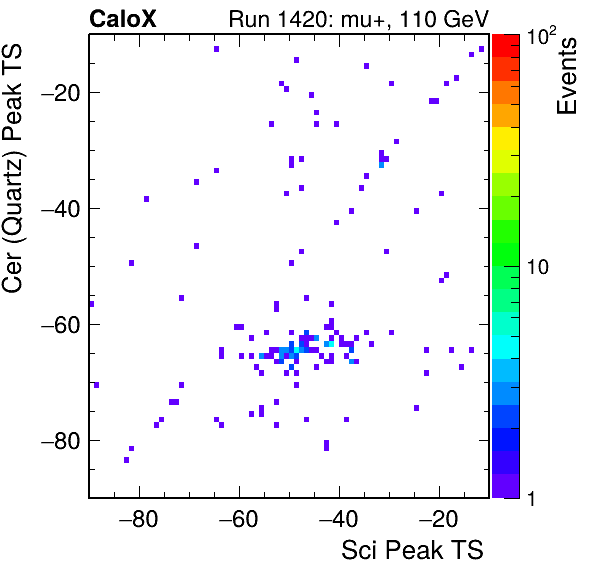 CaloX Run 1420: mu+, 110 GeV
Cer (Quartz) Peak TS
−20
−40
−60
−80
−80 −60 −40 −20
Sci Peak TS
10²
10
1
Events